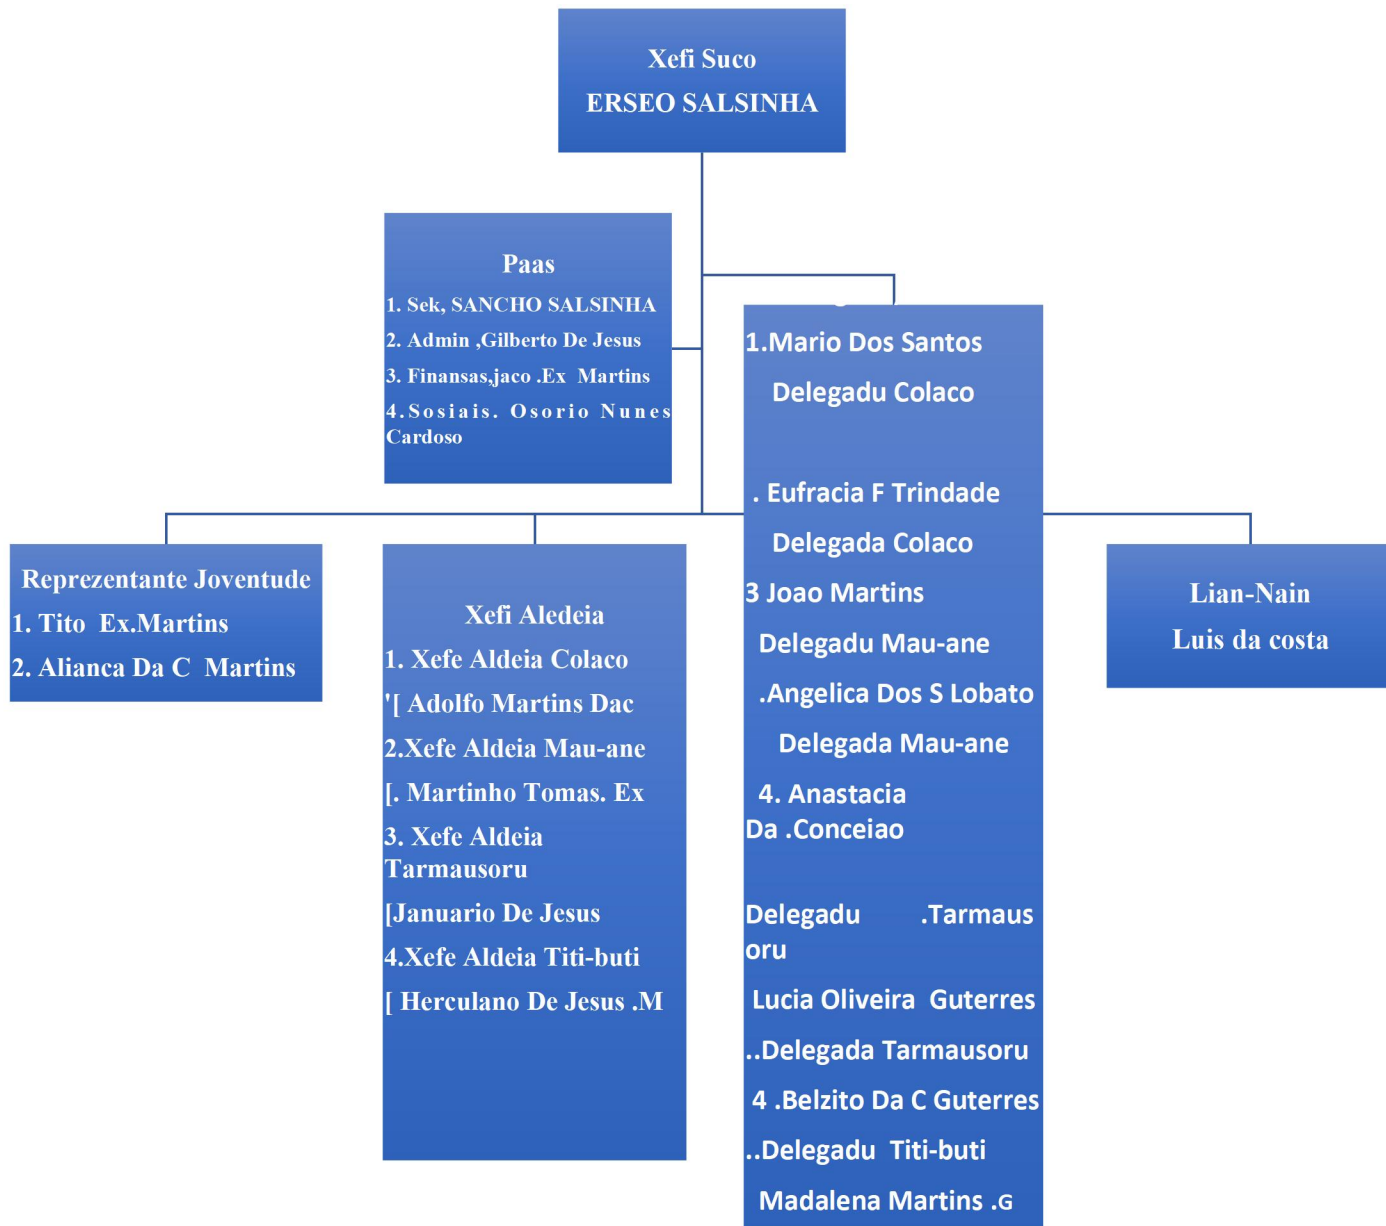 Xefi Suco
ERSEO SALSINHA
Paas
1. Sek, SANCHO SALSINHA
2. Admin ,Gilberto De Jesus
3. Finansas,jaco .Ex Martins
4.Sosiais. Osorio Nunes
Cardoso
1.Mario Dos Santos
Delegadu Colaco
. Eufracia F Trindade
Delegada Colaco
3 Joao Martins
Delegadu Mau-ane
.Angelica Dos S Lobato
Delegada Mau-ane
4. Anastacia
Da .Conceiao
Delegadu .Tarmaus
oru
Lucia Oliveira Guterres
..Delegada Tarmausoru
4 .Belzito Da C Guterres
..Delegadu Titi-buti
Madalena Martins .G
Reprezentante Joventude
1. Tito Ex.Martins
2. Alianca Da C Martins
Xefi Aledeia
1. Xefe Aldeia Colaco
'[ Adolfo Martins Dac
2.Xefe Aldeia Mau-ane
[. Martinho Tomas. Ex
3. Xefe Aldeia
Tarmausoru
[Januario De Jesus
4.Xefe Aldeia Titi-buti
[ Herculano De Jesus .M
Lian-Nain
Luis da costa